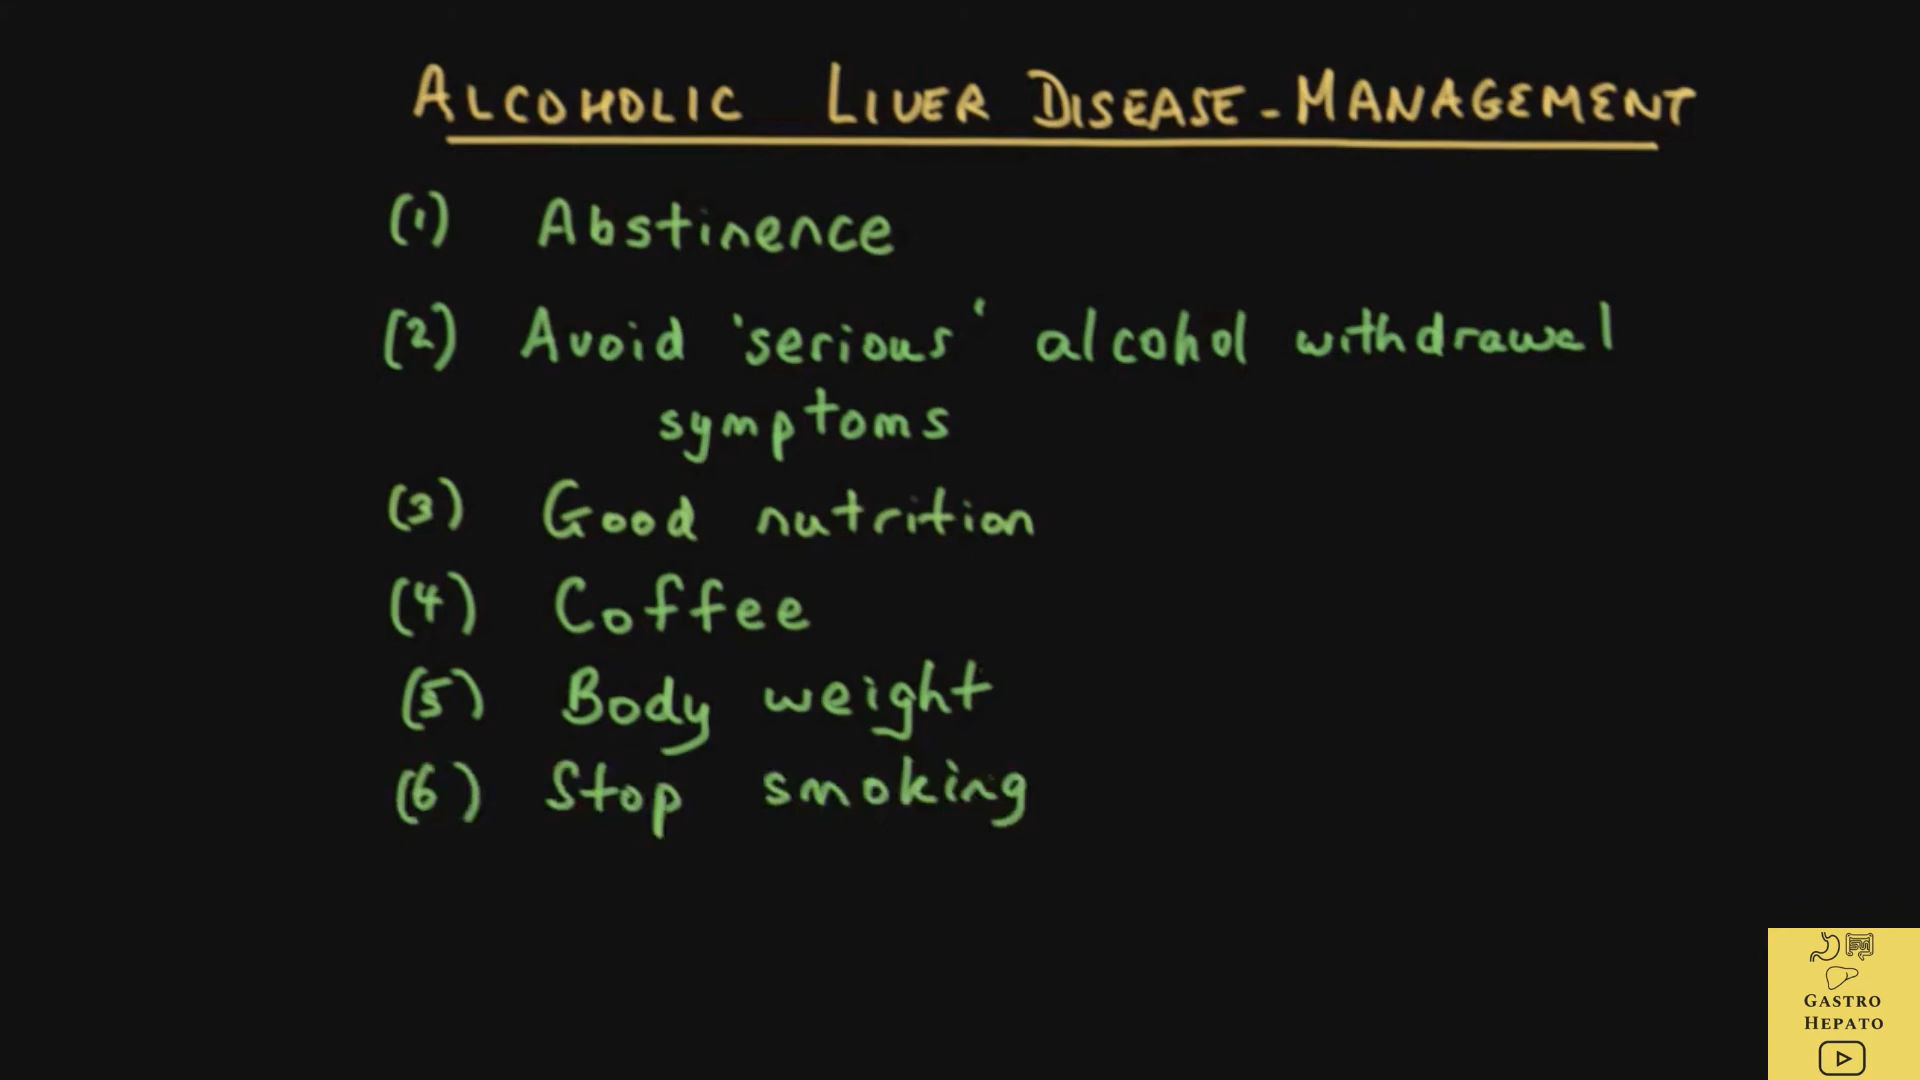 ALCOHOLIC LIVER DISEASE - MANAGEMENT
(1) Abstinence
(2) Avoid 'serious' alcohol withdrawal
symptoms
(3) Good nutrition
(4) Coffee
(5) Body weight
(6) Stop smoking
GASTRO
HEPATO